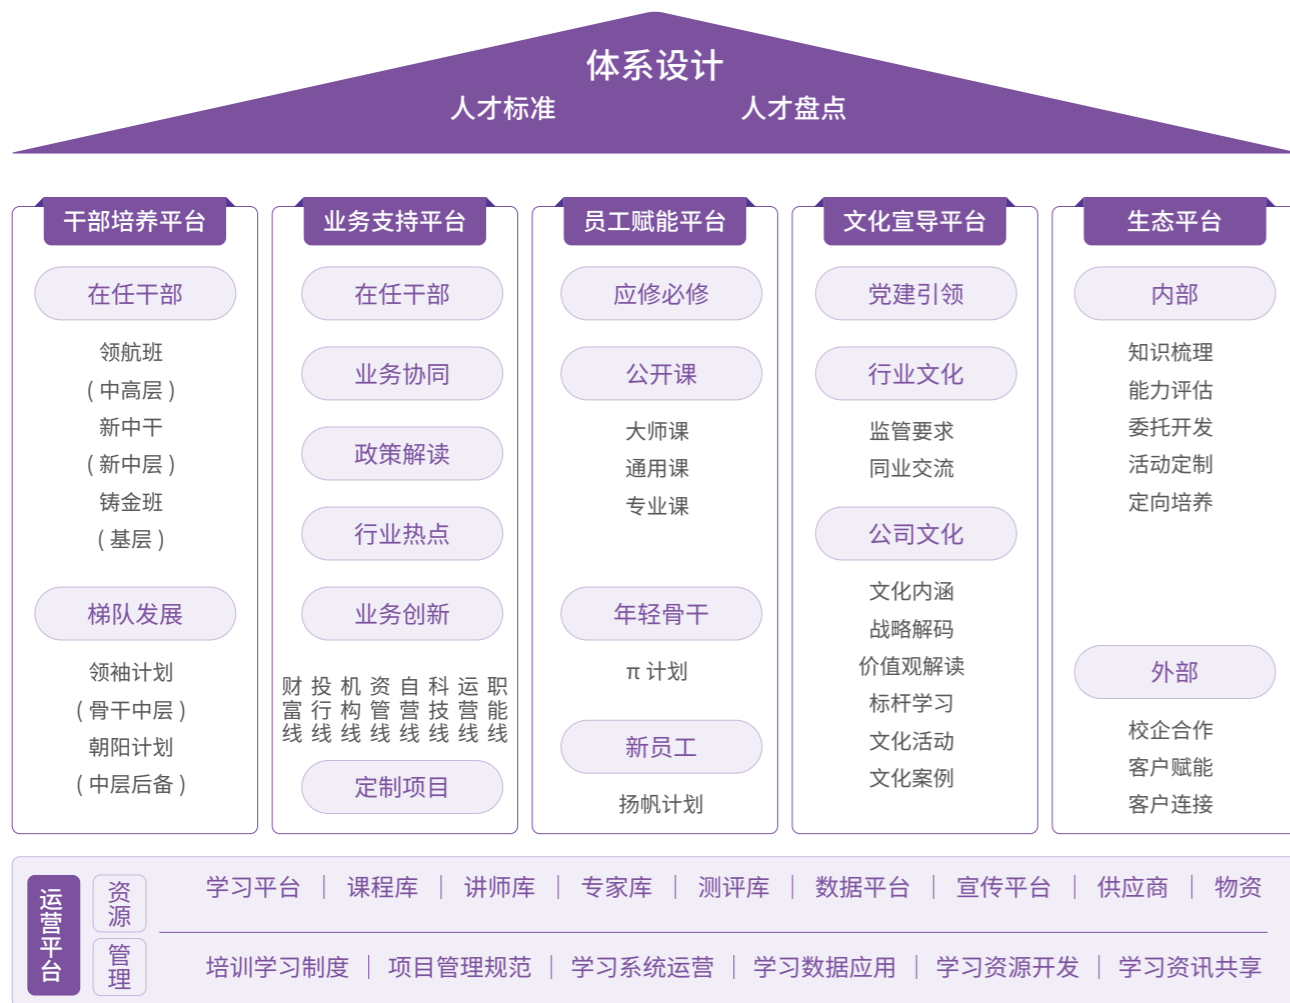 体系设计
人才标准 人才盘点
干部培养平台
在任干部
领航班
(中高层)
新中干
(新中层)
铸金班
(基层)
梯队发展
领袖计划
(骨干中层)
朝阳计划
(中层后备)
业务支持平台
在任干部
业务协同
政策解读
行业热点
业务创新
财富线 投行线 机构线 资管线 自营线 科技线 运营线 职能线
定制项目
员工赋能平台
应修必修
公开课
大师课
通用课
专业课
年轻骨干
π 计划
新员工
扬帆计划
文化宣导平台
党建引领
行业文化
监管要求
同业交流
公司文化
文化内涵
战略解码
价值观解读
标杆学习
文化活动
文化案例
生态平台
内部
知识梳理
能力评估
委托开发
活动定制
定向培养
外部
校企合作
客户赋能
客户连接
运营平台
资源
学习平台 | 课程库 | 讲师库 | 专家库 | 测评库 | 数据平台 | 宣传平台 | 供应商 | 物资
管理
培训学习制度 | 项目管理规范 | 学习系统运营 | 学习数据应用 | 学习资源开发 | 学习资讯共享